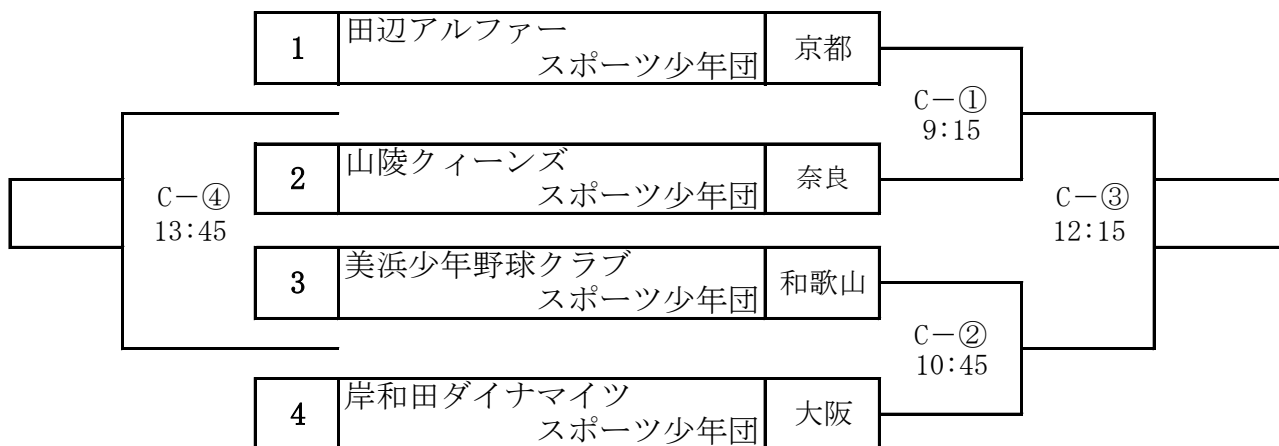 1
田辺アルファー
スポーツ少年団
京都
C－①
9:15
2
山陵クィーンズ
スポーツ少年団
奈良
C－④
13:45
C－③
12:15
3
美浜少年野球クラブ
スポーツ少年団
和歌山
C－②
10:45
4
岸和田ダイナマイツ
スポーツ少年団
大阪